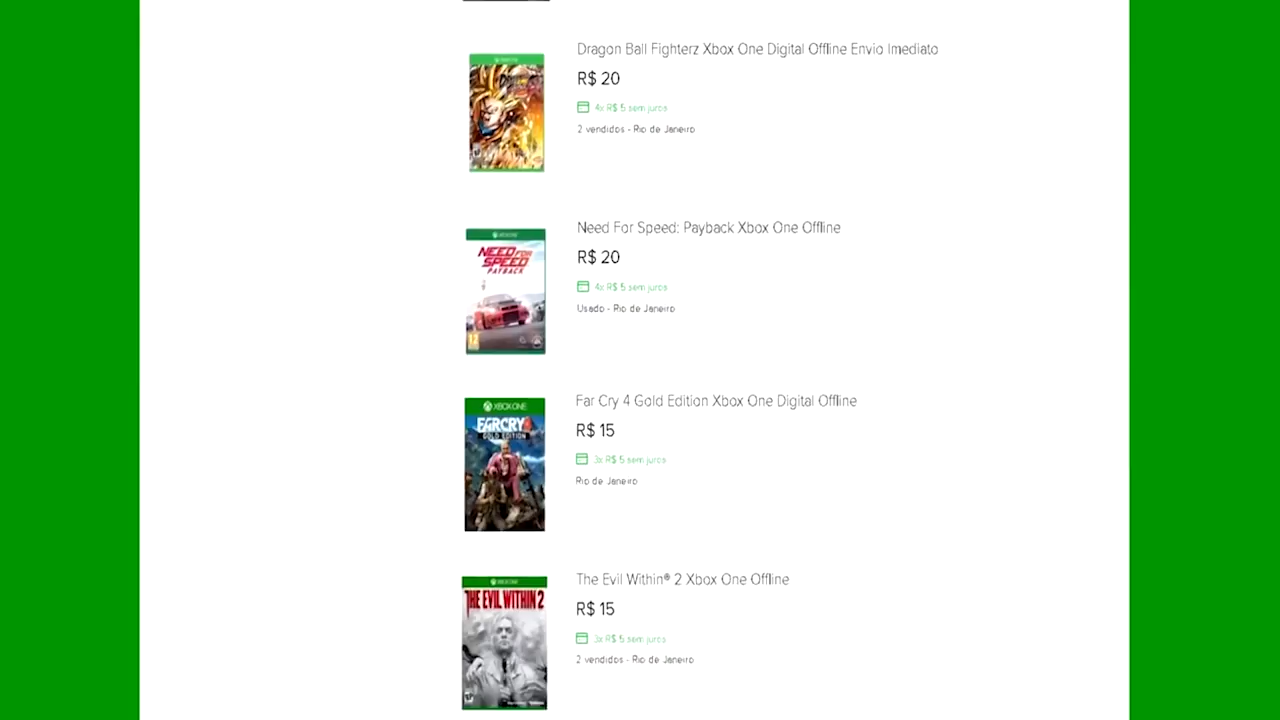 Dragon Ball Fighterz Xbox One Digital Offline Envio Imediato
R$ 20
4x R$ 5 sem juros
2 vendidos - Rio de Janeiro
NEED FOR
SPEED
PAYBACK
12
Need For Speed: Payback Xbox One Offline
R$ 20
4x R$ 5 sem juros
Usado - Rio de Janeiro
XBOX ONE
FARCRY4
GOLD EDITION
Far Cry 4 Gold Edition Xbox One Digital Offline
R$ 15
3x R$ 5 sem juros
Rio de Janeiro
XBOX ONE
THE EVIL WITHIN 2
The Evil Within® 2 Xbox One Offline
R$ 15
3x R$ 5 sem juros
2 vendidos - Rio de Janeiro